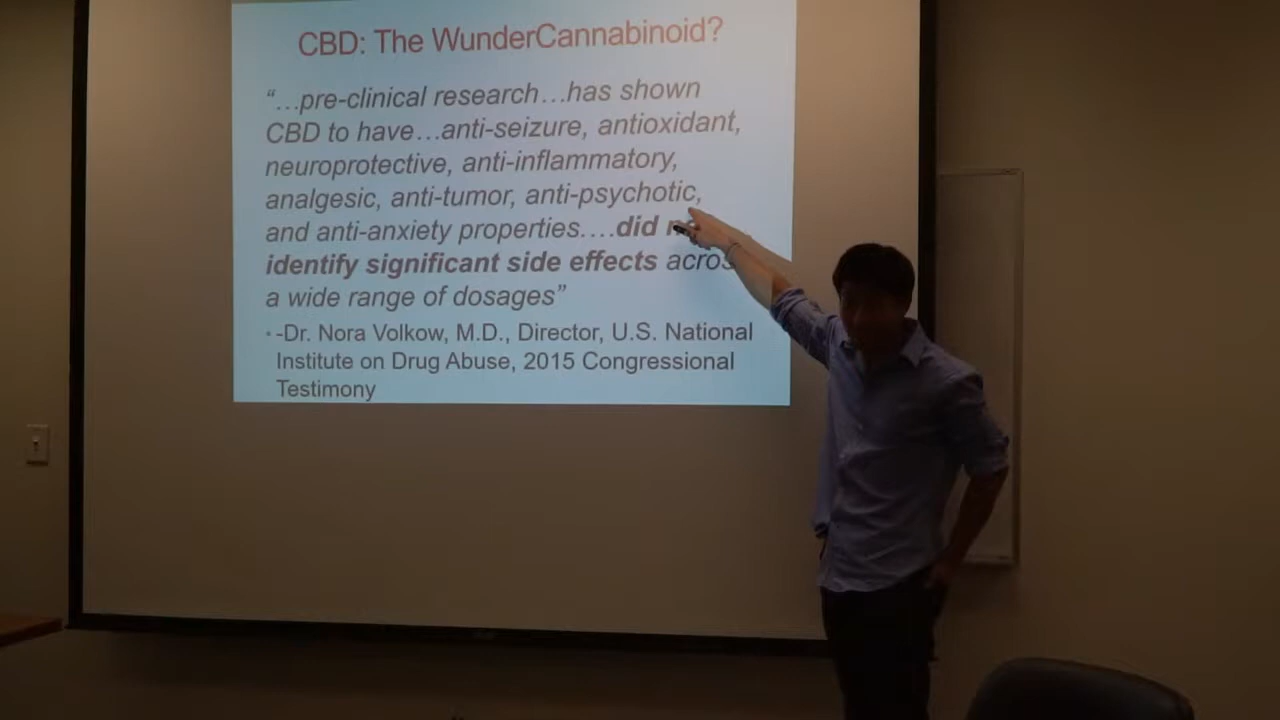 CBD: The WunderCannabinoid?
"…pre-clinical research…has shown
CBD to have…anti-seizure, antioxidant,
neuroprotective, anti-inflammatory,
analgesic, anti-tumor, anti-psychotic,
and anti-anxiety properties.…did
identify significant side effects
a wide range of dosages"
-Dr. Nora Volkow, M.D., Director, U.S. National
Institute on Drug Abuse, 2015 Congressional
Testimony